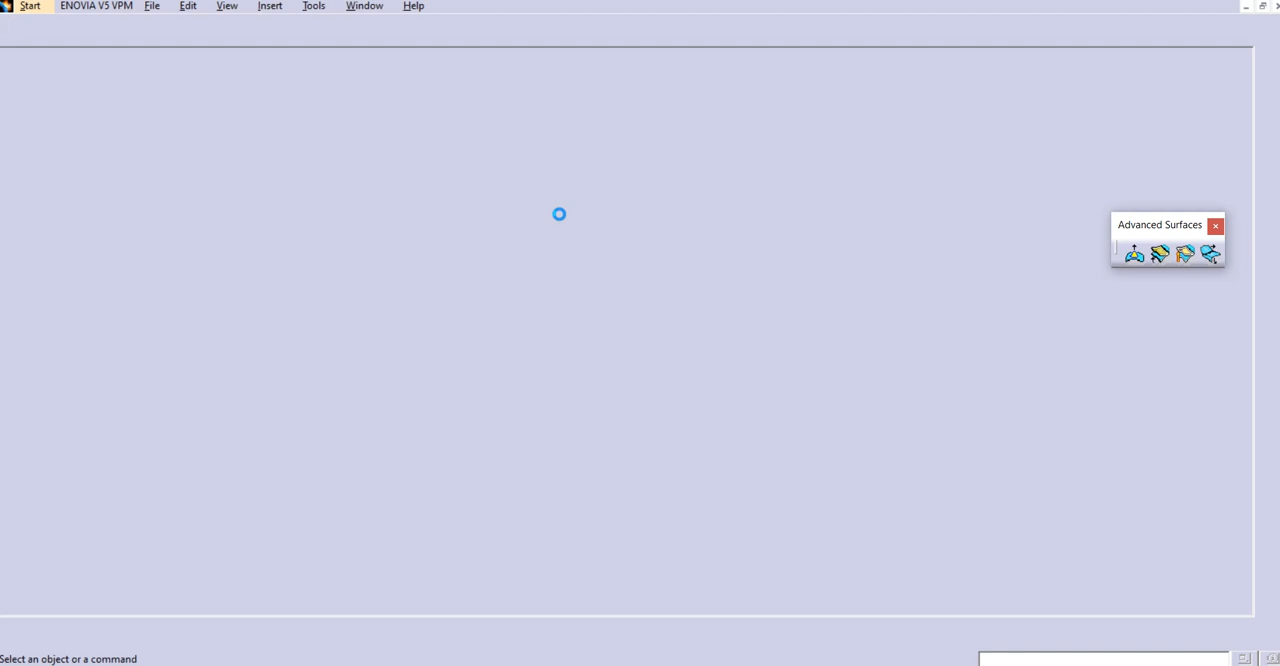 Start ENOVIA V5 VPM File Edit View Insert Tools Window Help
Advanced Surfaces
Select an object or a command